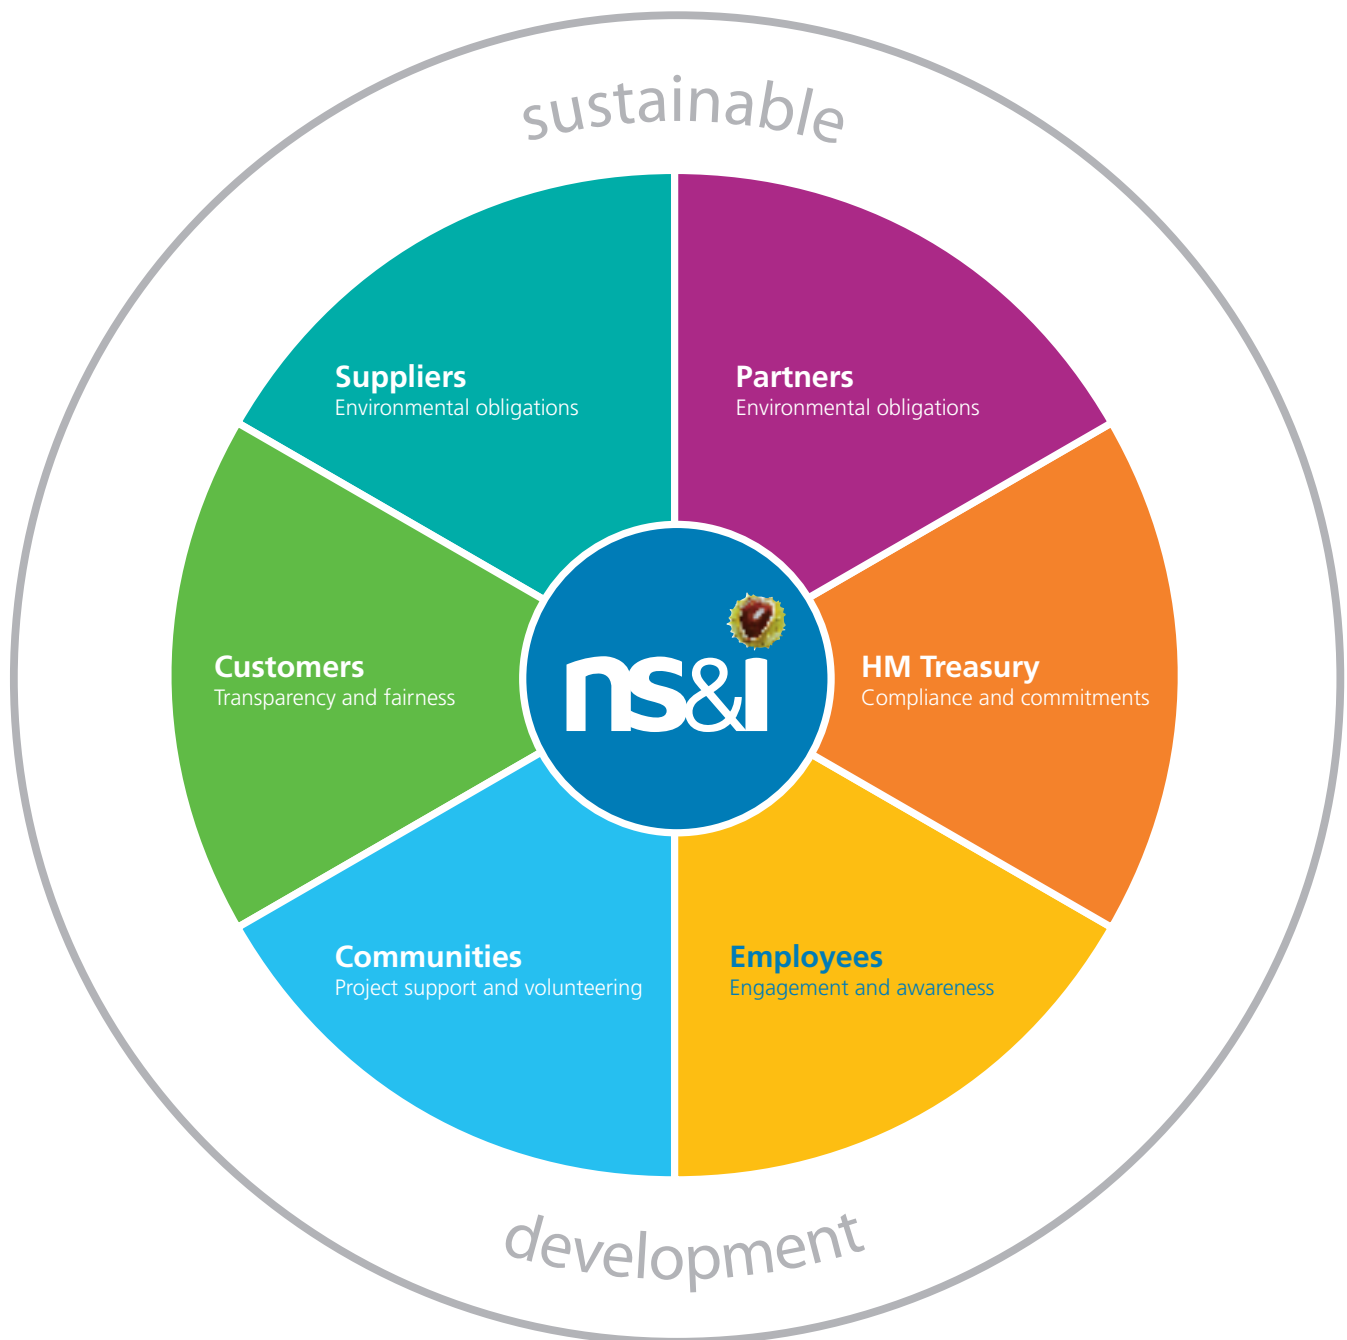 sustainable
Suppliers
Environmental obligations
Partners
Environmental obligations
Customers
Transparency and fairness
ns&i
HM Treasury
Compliance and commitments
Communities
Project support and volunteering
Employees
Engagement and awareness
development